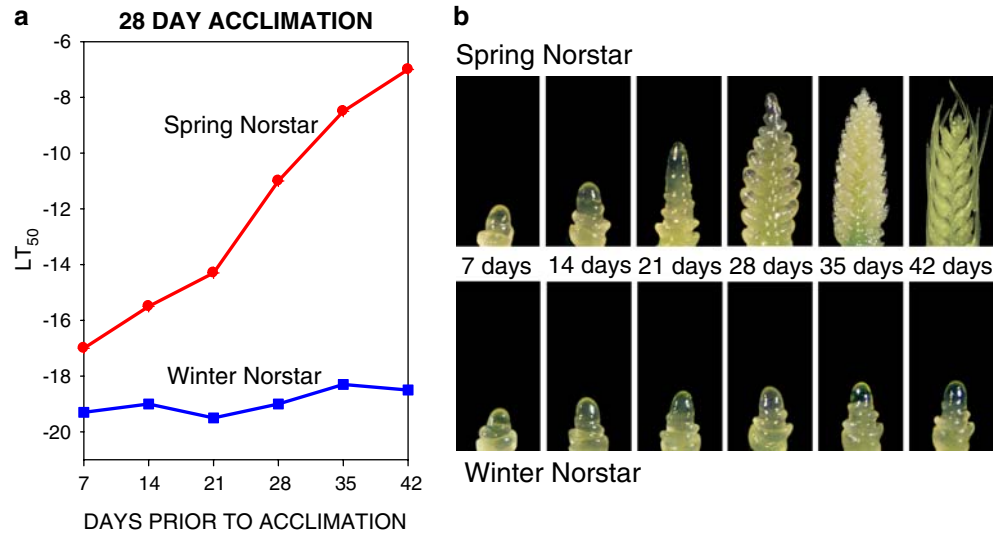 a
28 DAY ACCLIMATION
LT50
-6
-8
-10
-12
-14
-16
-18
-20
Spring Norstar
Winter Norstar
7 14 21 28 35 42
DAYS PRIOR TO ACCLIMATION
b
Spring Norstar
7 days 14 days 21 days 28 days 35 days 42 days
Winter Norstar